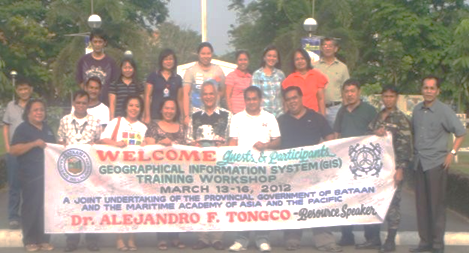 WELCOME Guests & Participants
GEOGRAPHICAL INFORMATION SYSTEM (GIS)
TRAINING WORKSHOP
MARCH 13-16, 2012
A JOINT UNDERTAKING OF THE PROVINCIAL GOVERNMENT OF BATAAN
AND THE MARITIME ACADEMY OF ASIA AND THE PACIFIC
Dr. ALEJANDRO F. TONGCO - Resource Speaker